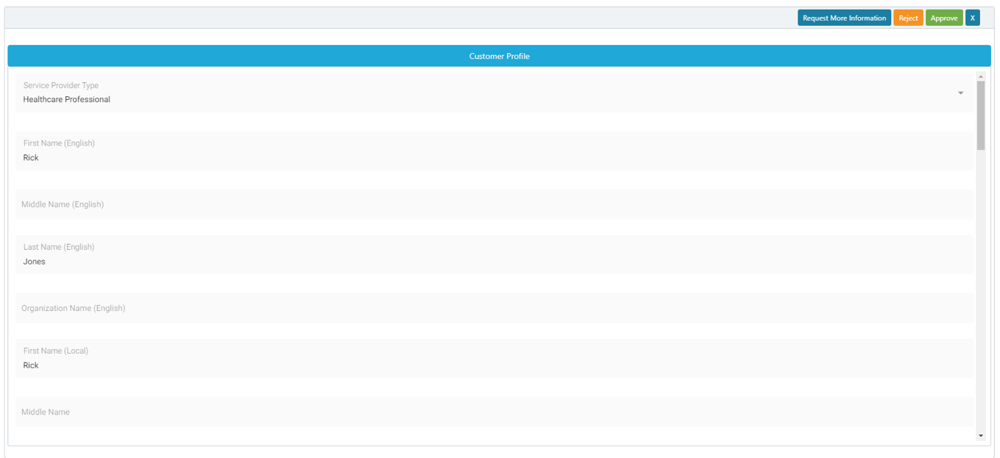 Request More Information Reject Approve X
Customer Profile
Service Provider Type
Healthcare Professional
First Name (English)
Rick
Middle Name (English)
Last Name (English)
Jones
Organization Name (English)
First Name (Local)
Rick
Middle Name